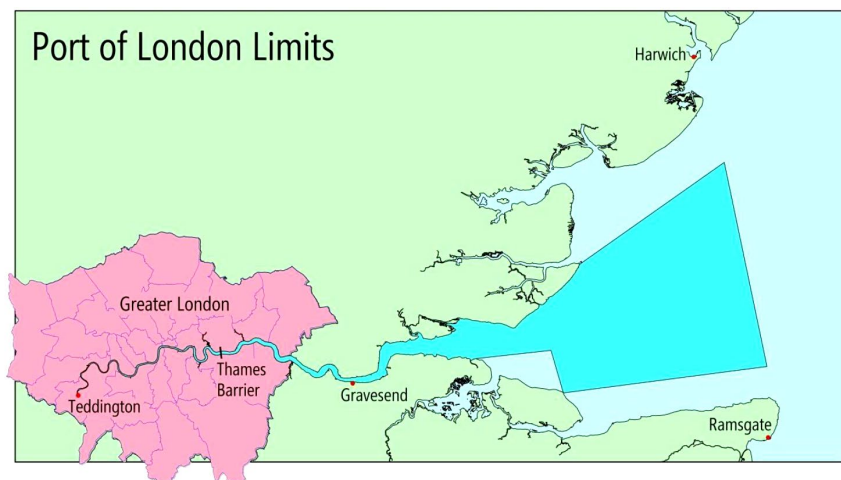 Port of London Limits
Harwich
Greater London
Thames
Barrier
Teddington
Gravesend
Ramsgate